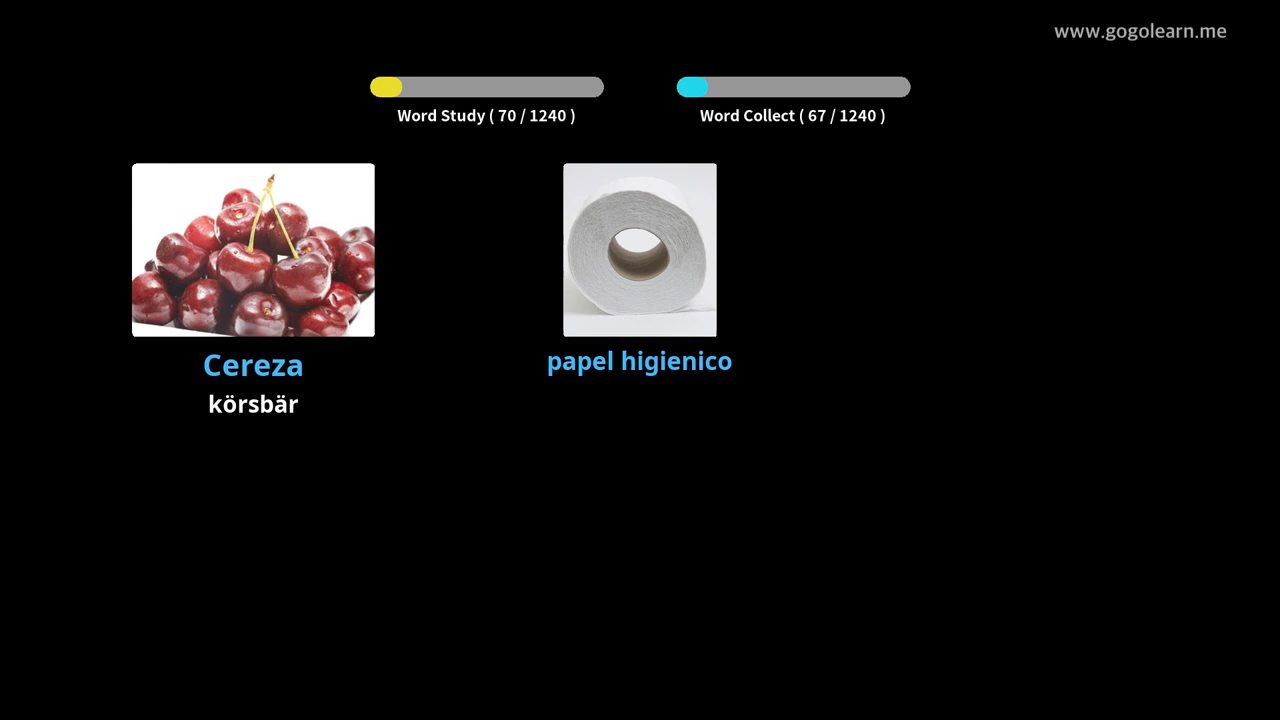 www.gogolearn.me
Word Study ( 70 / 1240 )
Word Collect ( 67 / 1240 )
Cereza
körsbär
papel higienico